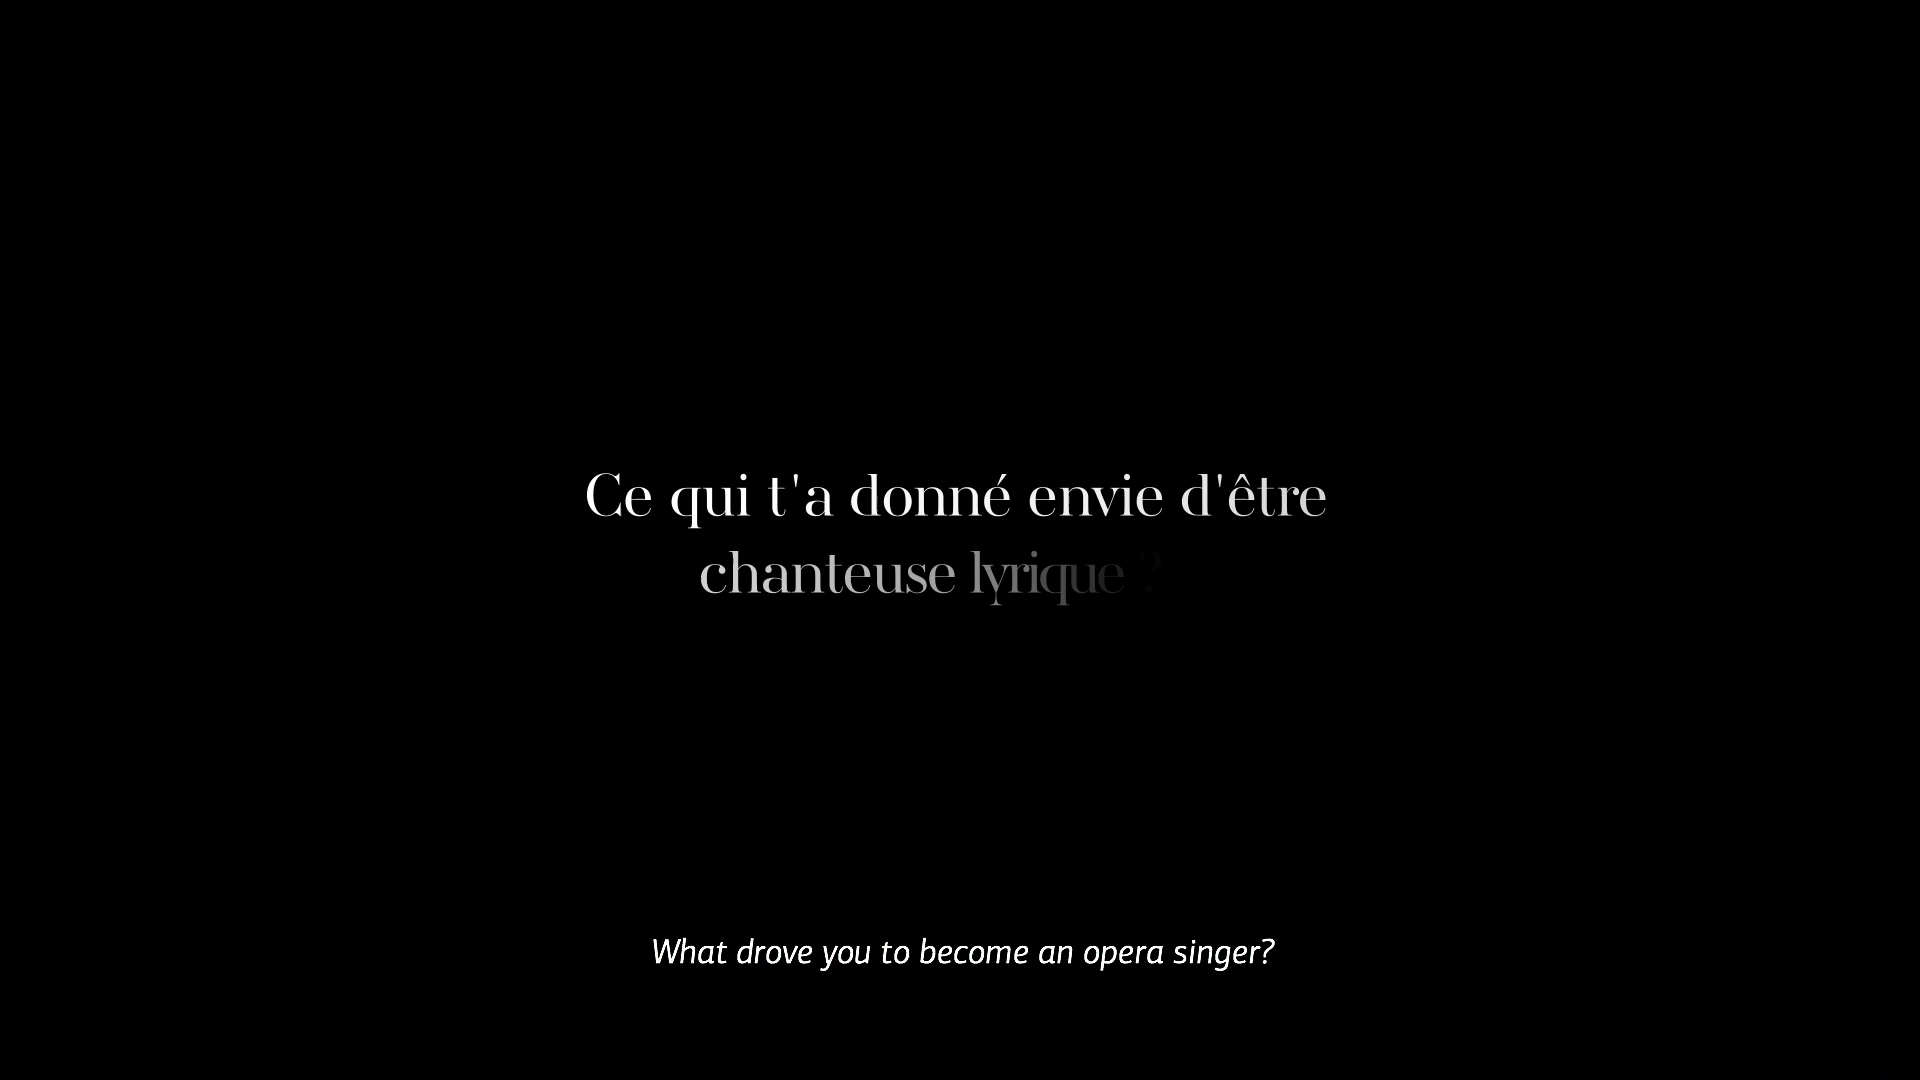 Ce qui t'a donné envie d'être
chanteuse lyrique ?
What drove you to become an opera singer?